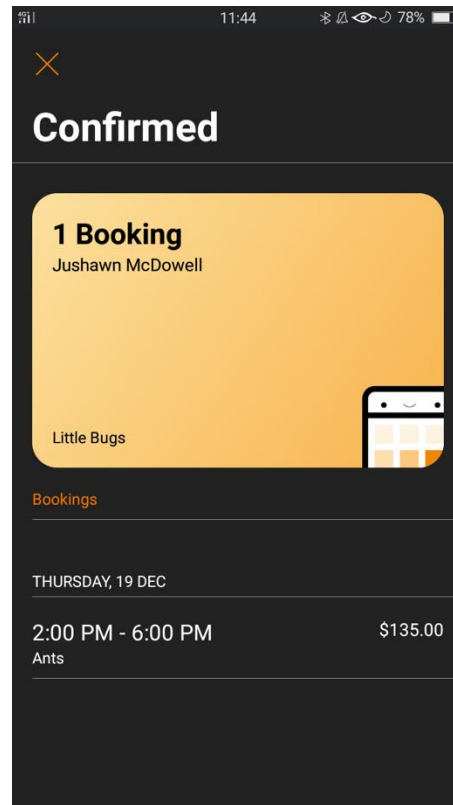 4G
11:44
78%
Confirmed
1 Booking
Jushawn McDowell
Little Bugs
Bookings
THURSDAY, 19 DEC
2:00 PM - 6:00 PM
$135.00
Ants